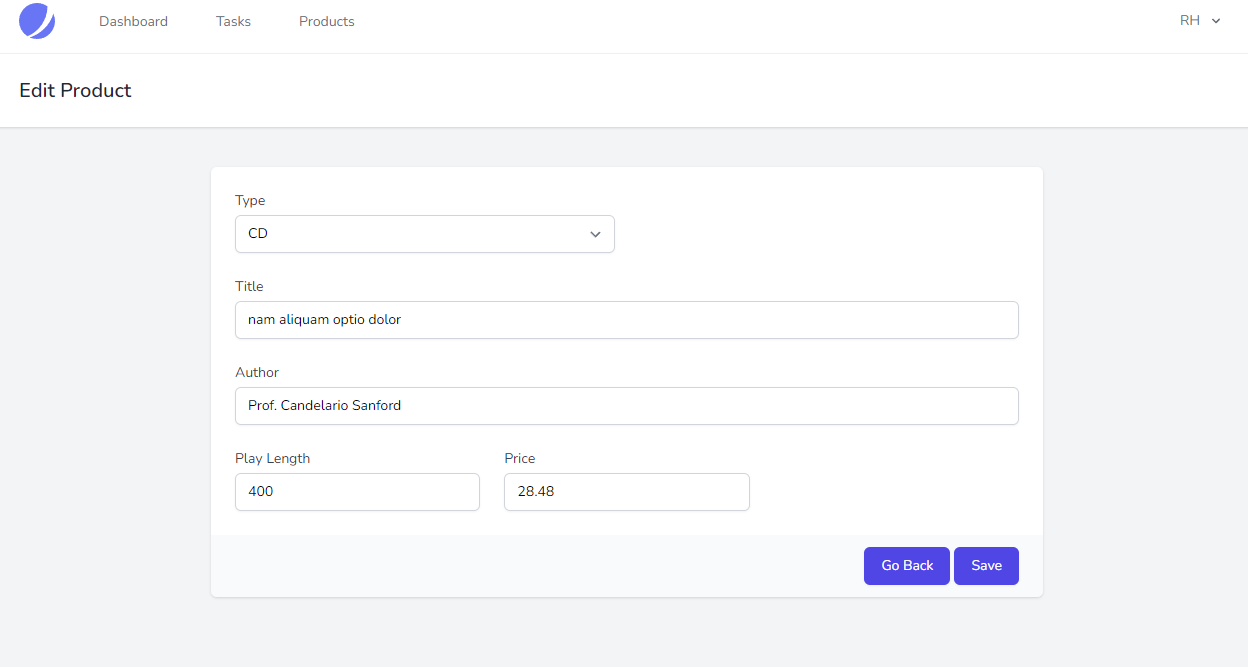 Dashboard Tasks Products RH
Edit Product
Type
CD
Title
nam aliquam optio dolor
Author
Prof. Candelario Sanford
Play Length Price
400 28.48
Go Back Save